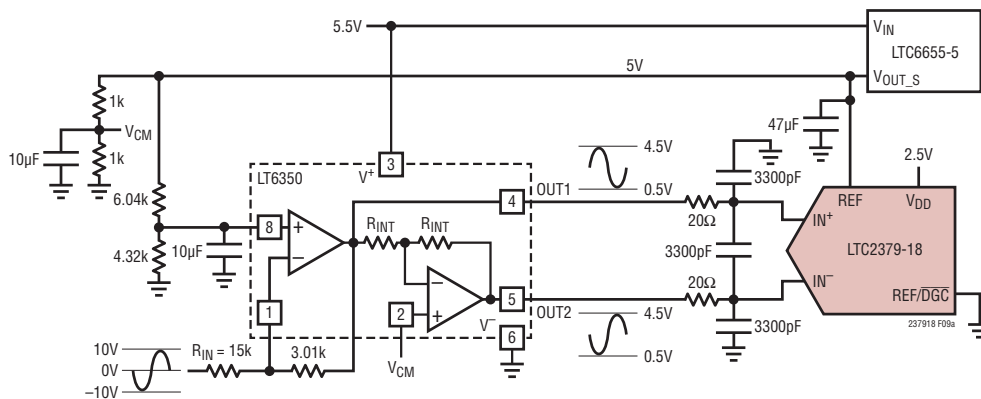 5.5V
VIN
LTC6655-5
VOUT_S
5V
1k
VCM
10µF
1k
6.04k
4.32k
10µF
LT6350
V+
3
8
1
RINT
RINT
4
OUT1
5
OUT2
2
VCM
V−
6
4.5V
0.5V
4.5V
0.5V
10V
0V
−10V
RIN = 15k
3.01k
47µF
3300pF
20Ω
3300pF
20Ω
3300pF
2.5V
REF
VDD
IN+
LTC2379-18
IN−
REF/DGC
237918 F09a
+
−
−
+